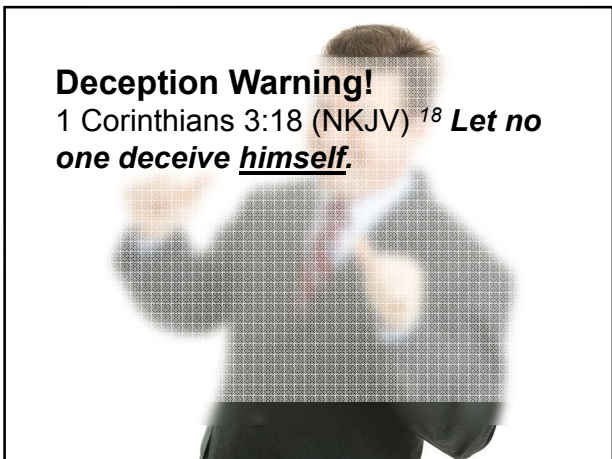 Deception Warning!
1 Corinthians 3:18 (NKJV) 18 Let no
one deceive himself.